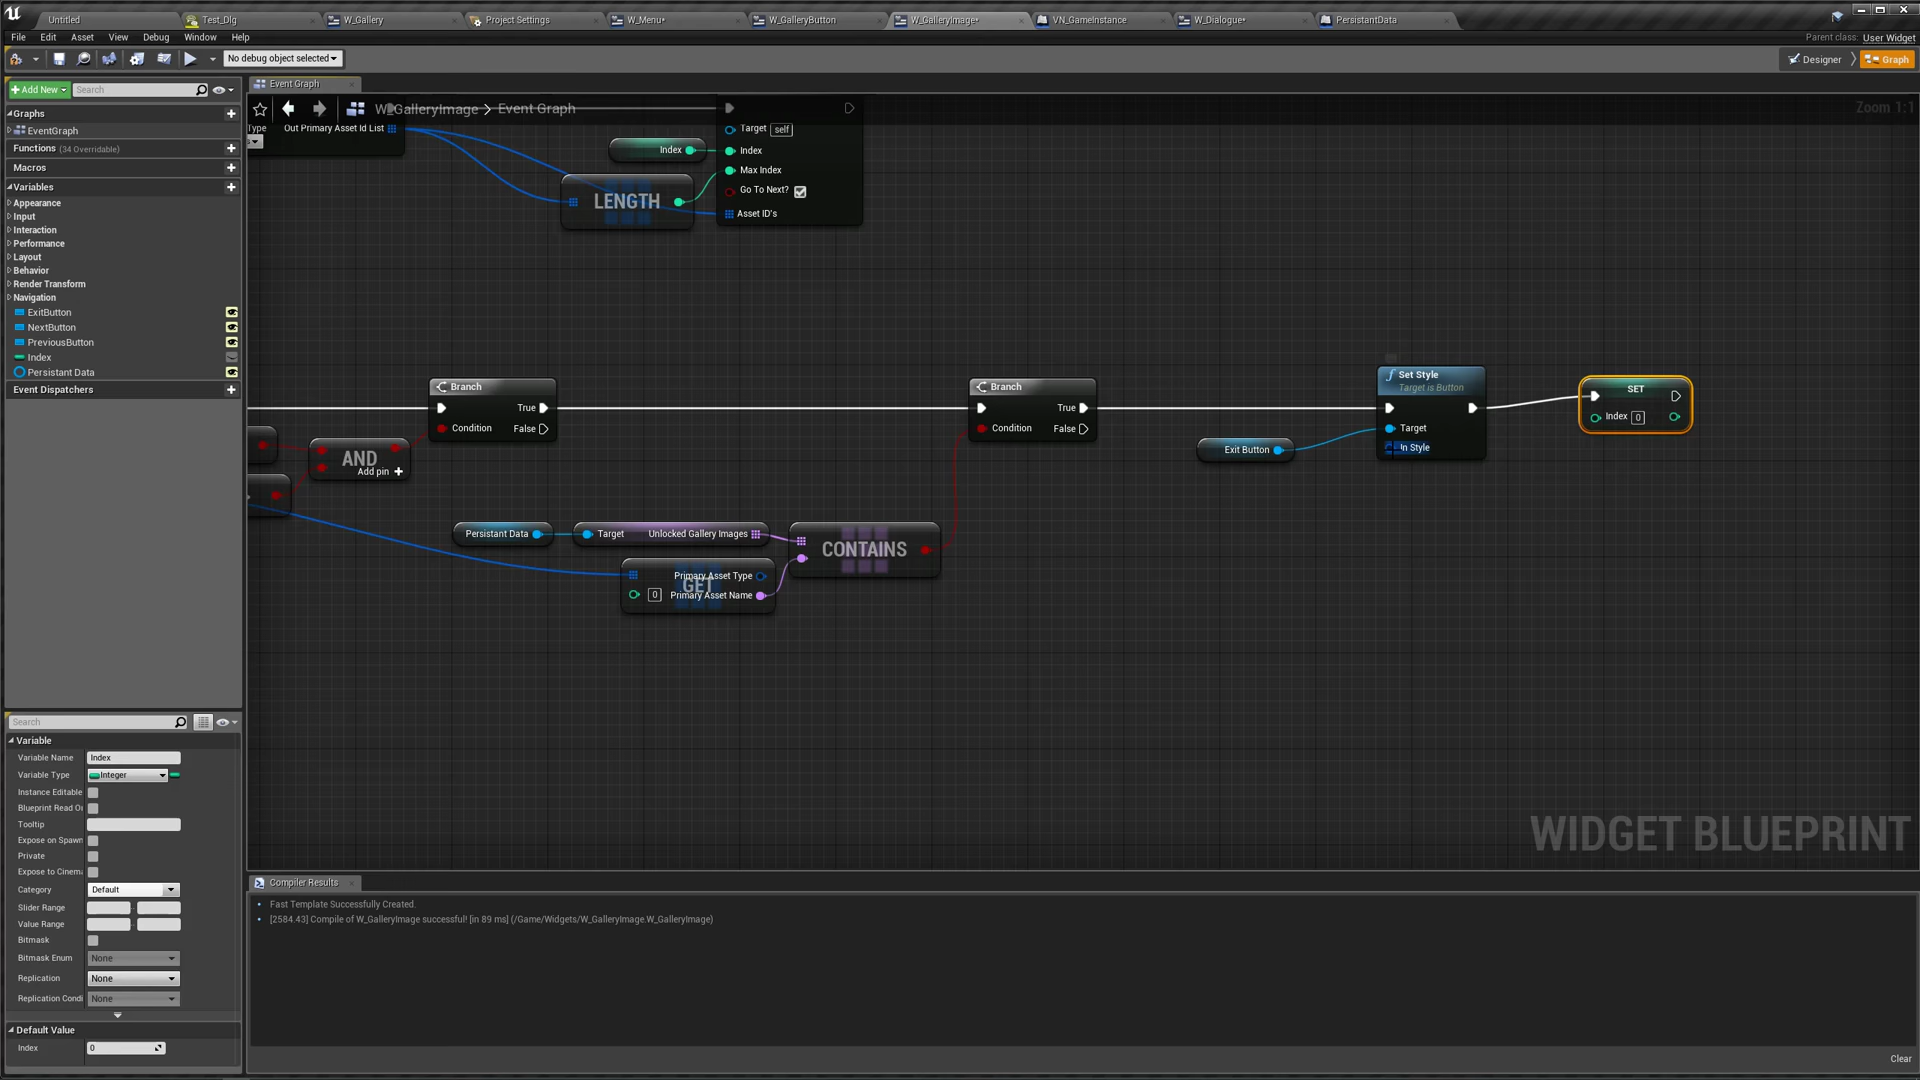 Untitled
Test_Dlg
W_Gallery
Project Settings
W_Menu*
W_GalleryButton
W_GalleryImage*
VN_GameInstance
W_Dialogue*
PersistantData
File Edit Asset View Debug Window Help
Parent class: User Widget
No debug object selected
Designer
Graph
Add New
Search
Event Graph
W_GalleryImage > Event Graph
Zoom 1:1
Graphs
EventGraph
Functions (34 Overridable)
Macros
Variables
Appearance
Input
Interaction
Performance
Layout
Behavior
Render Transform
Navigation
ExitButton
NextButton
PreviousButton
Index
Persistant Data
Event Dispatchers
Type
Out Primary Asset Id List
Index
LENGTH
Target self
Index
Max Index
Go To Next?
Asset ID's
Branch
True
Condition
False
AND
Add pin +
Branch
True
Condition
False
Exit Button
Set Style
Target is Button
Target
In Style
SET
Index 0
Persistant Data
Target
Unlocked Gallery Images
CONTAINS
GET
Primary Asset Type
0
Primary Asset Name
WIDGET BLUEPRINT
Search
Variable
Variable Name Index
Variable Type Integer
Instance Editable
Blueprint Read O
Tooltip
Expose on Spawn
Private
Expose to Cinem
Category Default
Slider Range
Value Range
Bitmask
Bitmask Enum None
Replication None
Replication Condi None
Default Value
Index 0
Compiler Results
Fast Template Successfully Created.
[2584.43] Compile of W_GalleryImage successful! [in 89 ms] (/Game/Widgets/W_GalleryImage.W_GalleryImage)
Clear